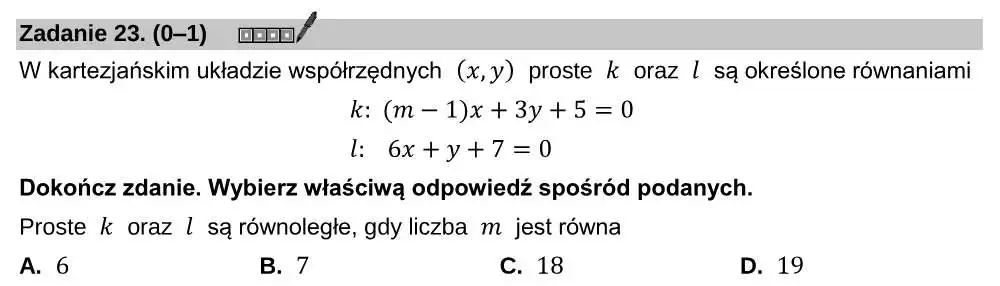 Zadanie 23. (0–1)
W kartezjańskim układzie współrzędnych (x, y) proste k oraz l są określone równaniami
k: (m − 1)x + 3y + 5 = 0
l: 6x + y + 7 = 0
Dokończ zdanie. Wybierz właściwą odpowiedź spośród podanych.
Proste k oraz l są równoległe, gdy liczba m jest równa
A. 6 B. 7 C. 18 D. 19